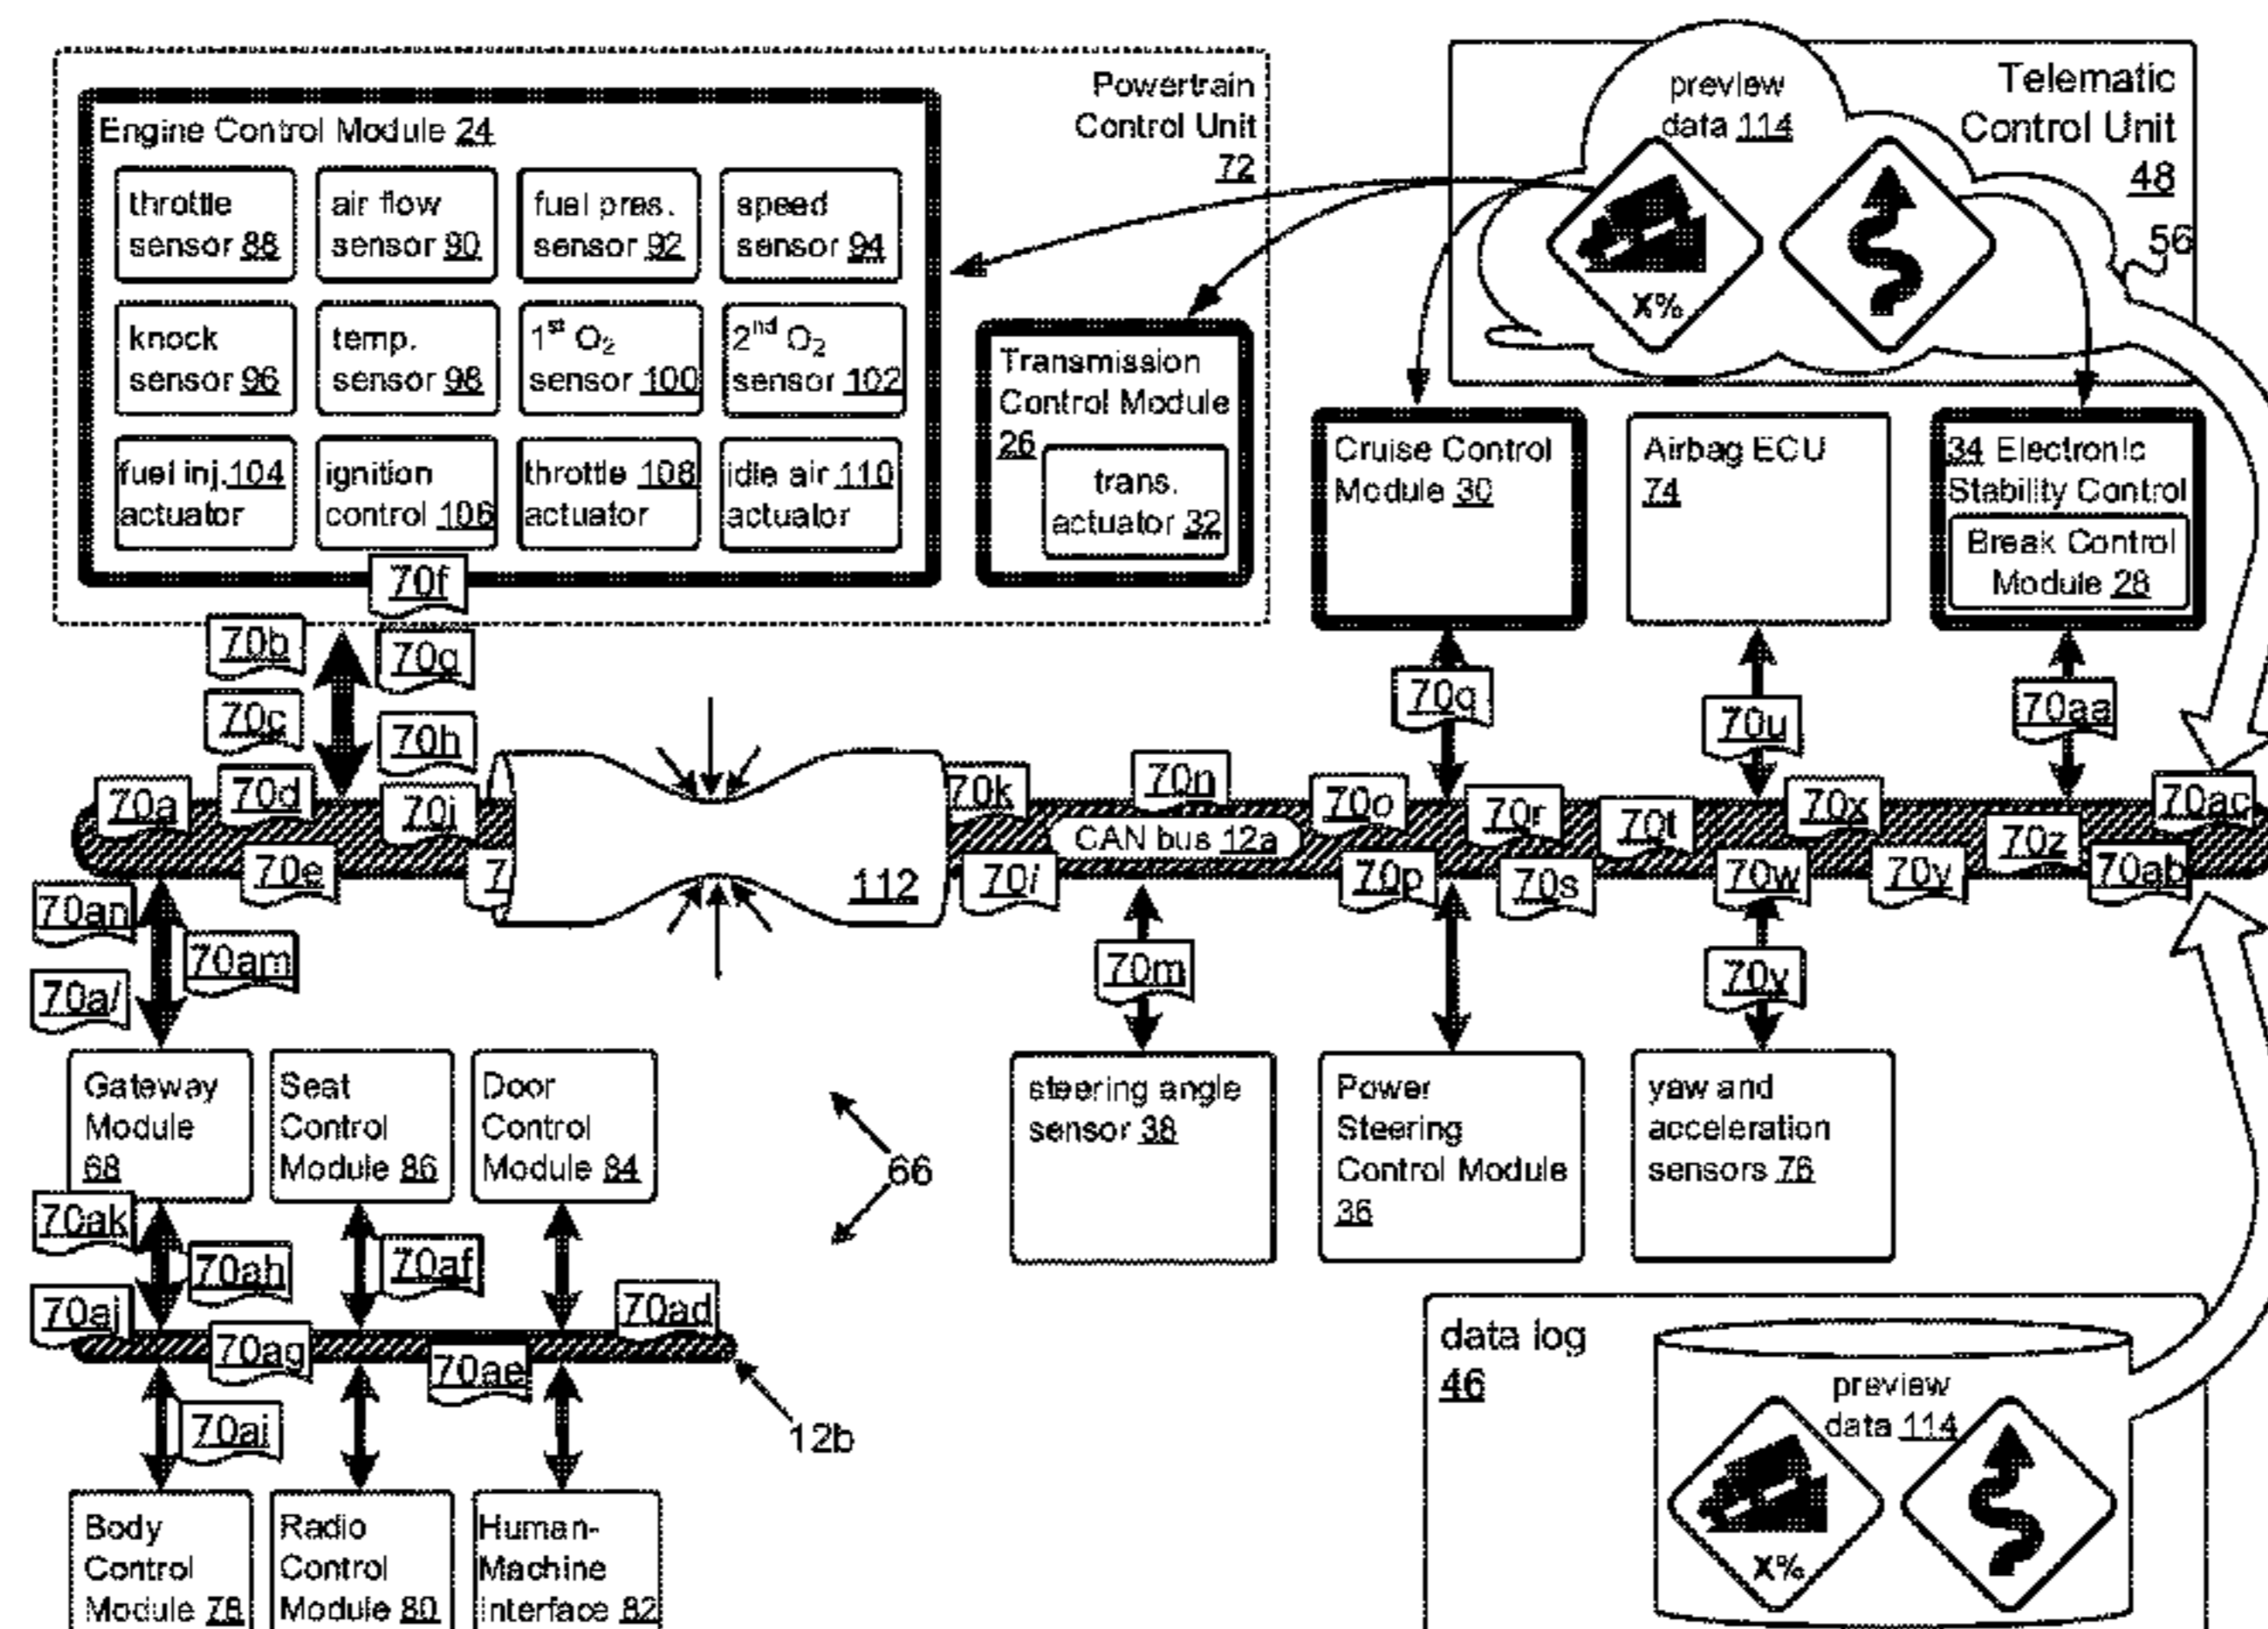 Powertrain
Control Unit
72
Engine Control Module 24
throttle
sensor 88
air flow
sensor 90
fuel pres.
sensor 92
speed
sensor 94
knock
sensor 96
temp.
sensor 98
1st O2
sensor 100
2nd O2
sensor 102
fuel inj. 104
actuator
ignition
control 106
throttle 108
actuator
idle air 110
actuator
Transmission
Control Module
26
trans.
actuator 32
preview
data 114
X%
Telematic
Control Unit
48
56
Cruise Control
Module 30
Airbag ECU
74
34 Electronic
Stability Control
Break Control
Module 28
70f
70b
70g
70c
70h
70q
70u
70aa
70a
70d
70i
70e
112
70k
70n
CAN bus 12a
70l
70o
70p
70r
70s
70t
70x
70w
70y
70z
70ac
70ab
70an
70am
70al
70m
70v
Gateway
Module
68
Seat
Control
Module 86
Door
Control
Module 84
66
steering angle
sensor 38
Power
Steering
Control Module
36
yaw and
acceleration
sensors 76
70ak
70ah
70af
70aj
70ag
70ae
70ad
70ai
12b
Body
Control
Module 78
Radio
Control
Module 80
Human-
Machine
interface 82
data log
46
preview
data 114
X%